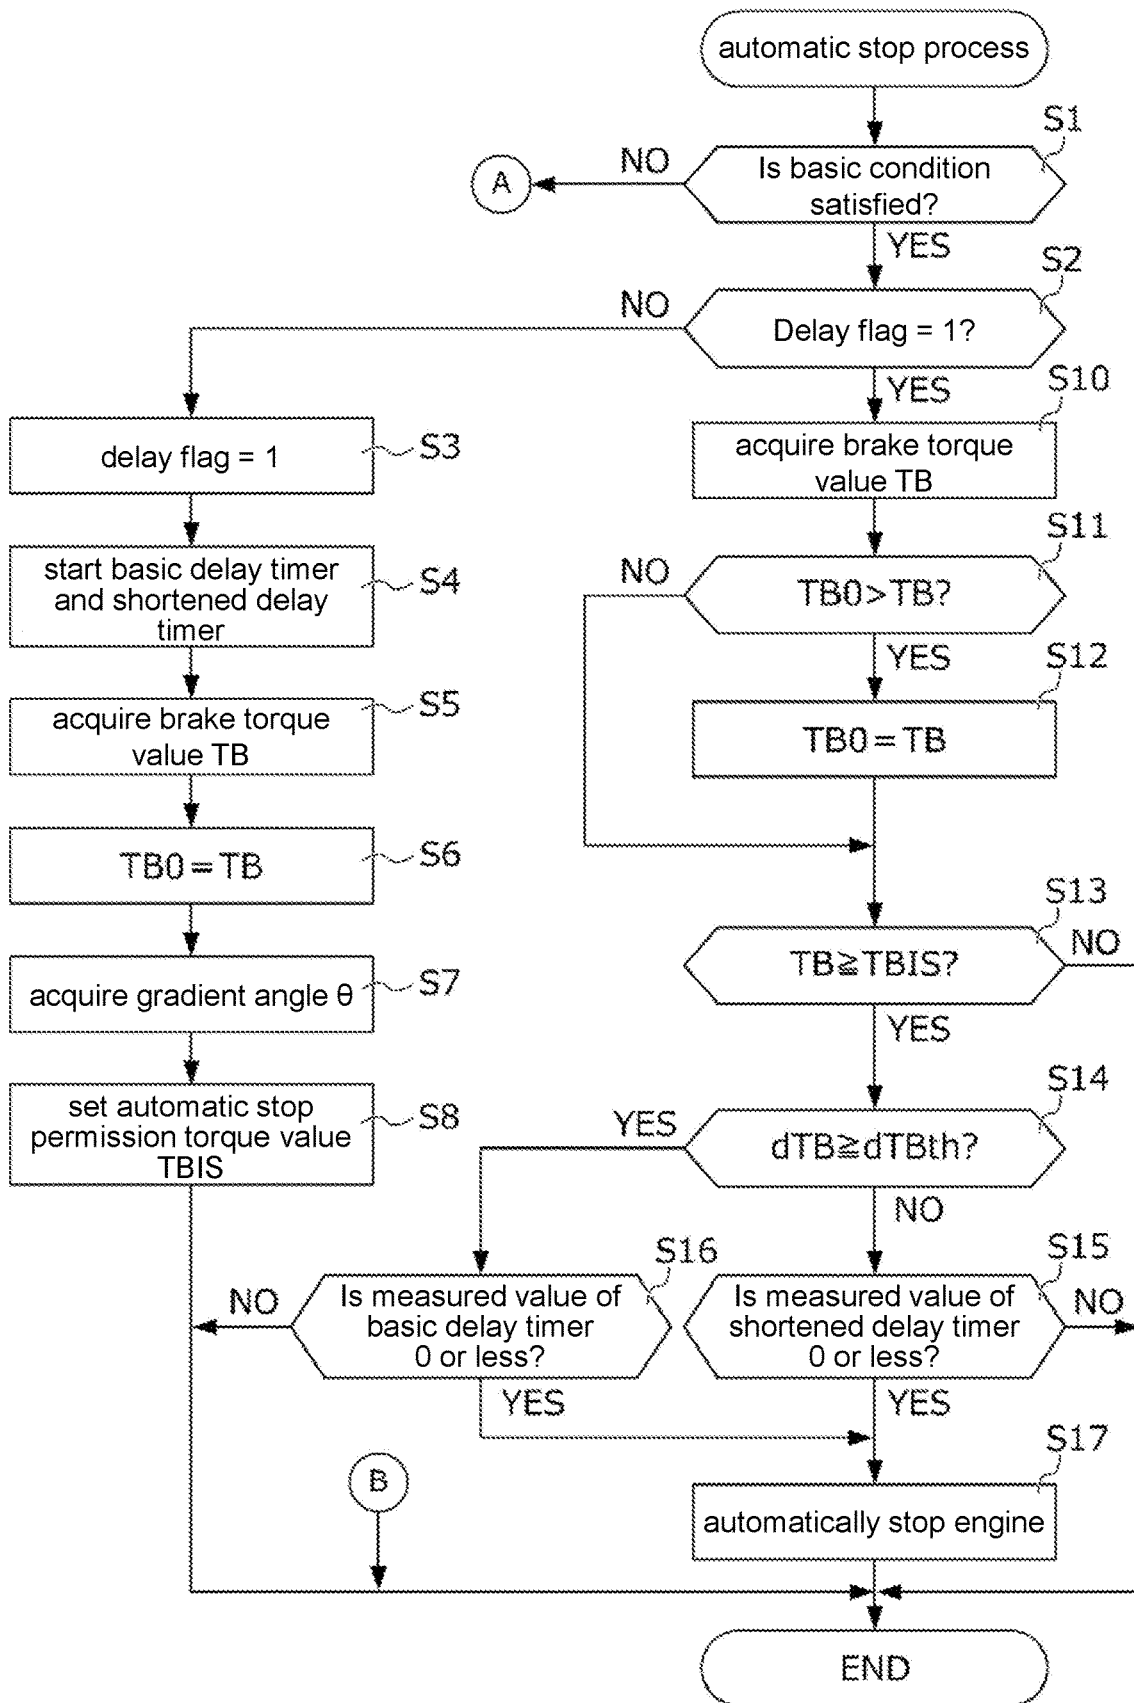 automatic stop process
S1
NO
A
Is basic condition
satisfied?
YES
S2
NO
Delay flag = 1?
YES
S10
delay flag = 1
S3
acquire brake torque
value TB
S11
start basic delay timer
and shortened delay
timer
S4
NO
TB0>TB?
YES
S12
acquire brake torque
value TB
S5
TB0=TB
TB0=TB
S6
S13
TB≧TBIS?
NO
acquire gradient angle θ
S7
YES
S14
set automatic stop
permission torque value
TBIS
S8
YES
dTB≧dTBth?
NO
S16
S15
NO
Is measured value of
basic delay timer
0 or less?
Is measured value of
shortened delay timer
0 or less?
NO
YES
YES
S17
B
automatically stop engine
END